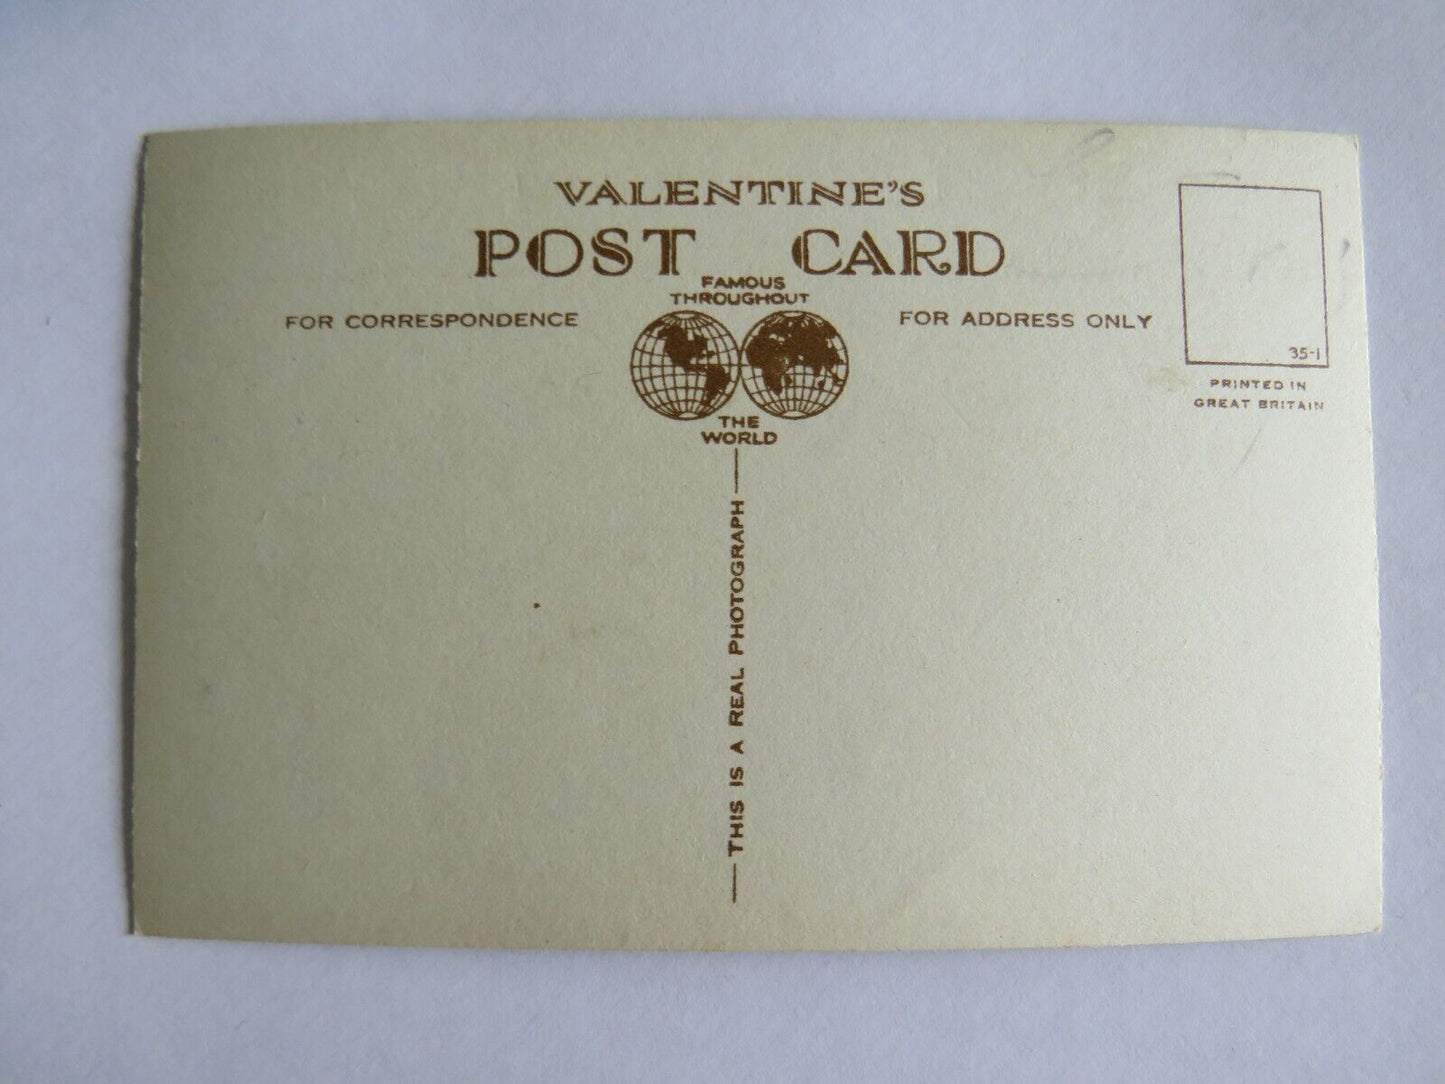 VALENTINE'S
POST CARD
FAMOUS
THROUGHOUT
THE
WORLD
FOR CORRESPONDENCE
FOR ADDRESS ONLY
35-1
PRINTED IN
GREAT BRITAIN
THIS IS A REAL PHOTOGRAPH